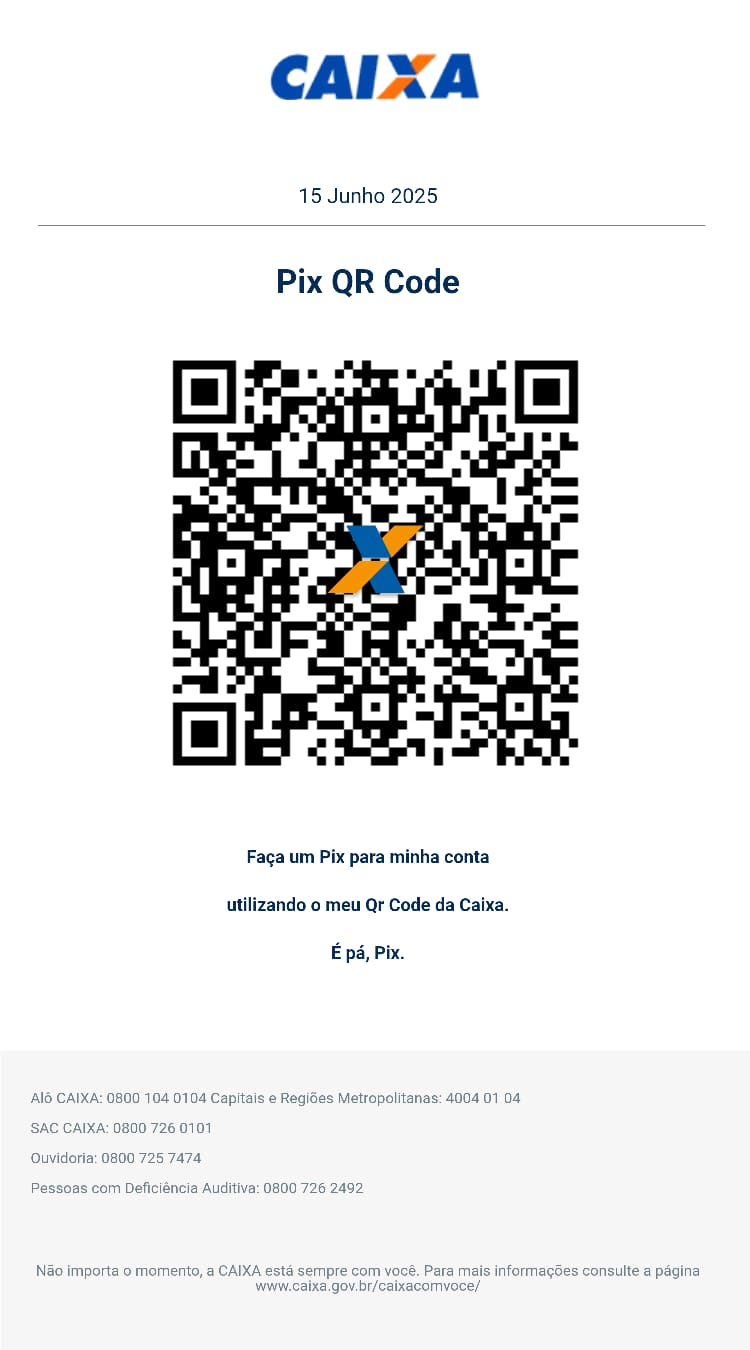 CAIXA
15 Junho 2025
Pix QR Code
Faça um Pix para minha conta
utilizando o meu Qr Code da Caixa.
É pá, Pix.
Alô CAIXA: 0800 104 0104 Capitais e Regiões Metropolitanas: 4004 01 04
SAC CAIXA: 0800 726 0101
Ouvidoria: 0800 725 7474
Pessoas com Deficiência Auditiva: 0800 726 2492
Não importa o momento, a CAIXA está sempre com você. Para mais informações consulte a página
www.caixa.gov.br/caixacomvoce/